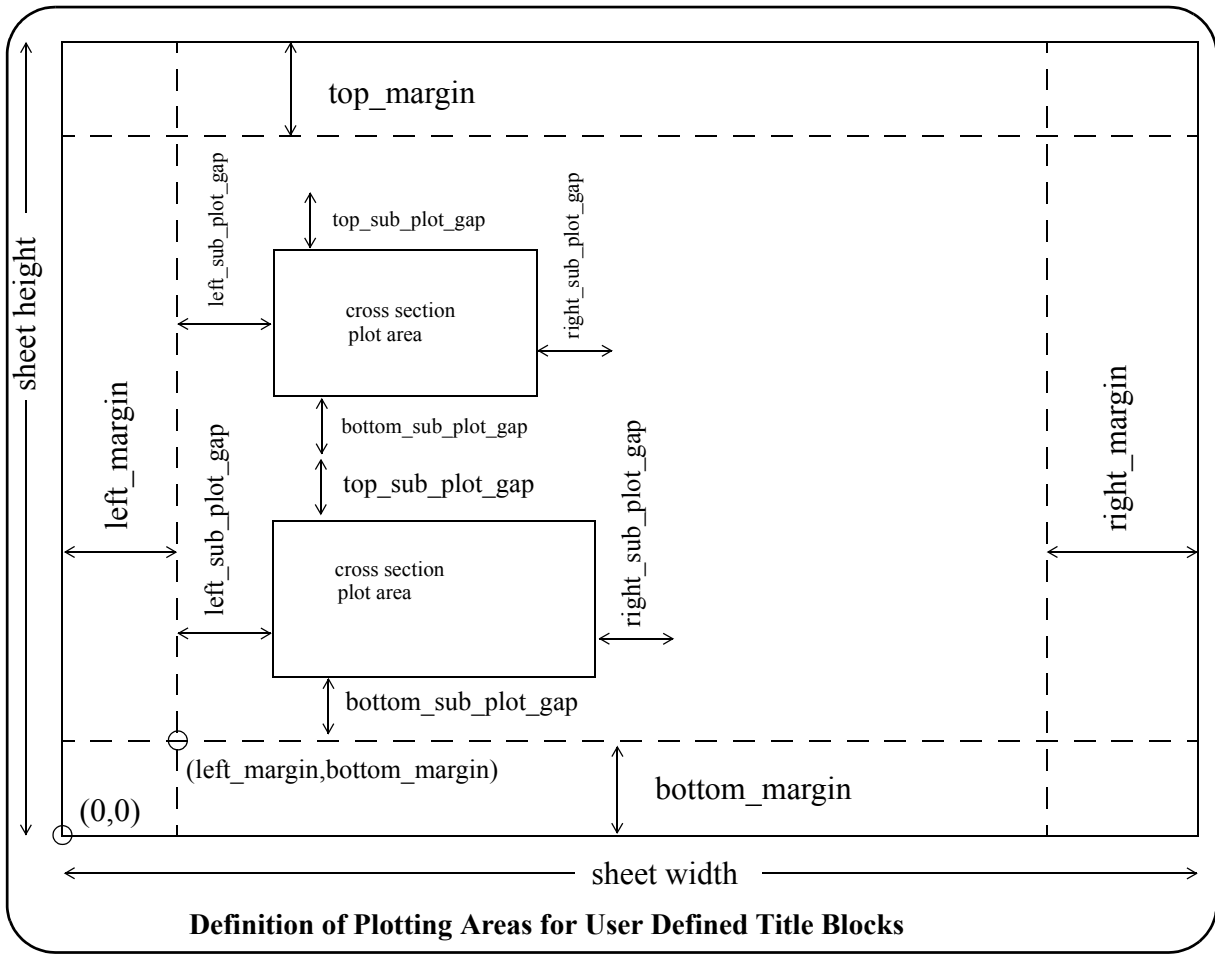 top_margin
left_sub_plot_gap
top_sub_plot_gap
right_sub_plot_gap
sheet height
cross section
plot area
left_margin
bottom_sub_plot_gap
right_margin
left_sub_plot_gap
top_sub_plot_gap
right_sub_plot_gap
cross section
plot area
bottom_sub_plot_gap
(left_margin,bottom_margin)
bottom_margin
(0,0)
sheet width
Definition of Plotting Areas for User Defined Title Blocks